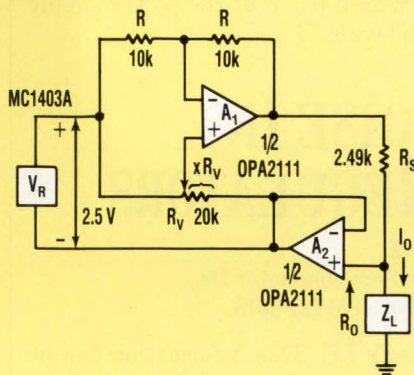 R R
10k 10k
MC1403A
A1
1/2
OPA2111
2.49k RS
xRV
VR
2.5 V
RV 20k
A2
IO
1/2
OPA2111
RO
ZL